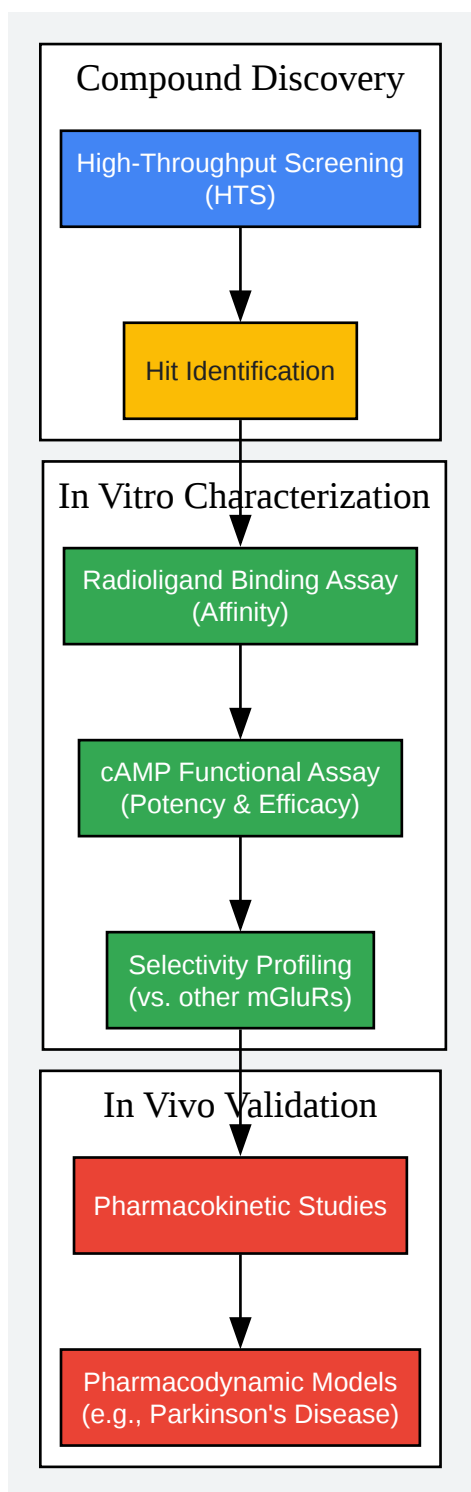 Compound Discovery
High-Throughput Screening
(HTS)
Hit Identification
In Vitro Characterization
Radioligand Binding Assay
(Affinity)
cAMP Functional Assay
(Potency & Efficacy)
Selectivity Profiling
(vs. other mGluRs)
In Vivo Validation
Pharmacokinetic Studies
Pharmacodynamic Models
(e.g., Parkinson's Disease)